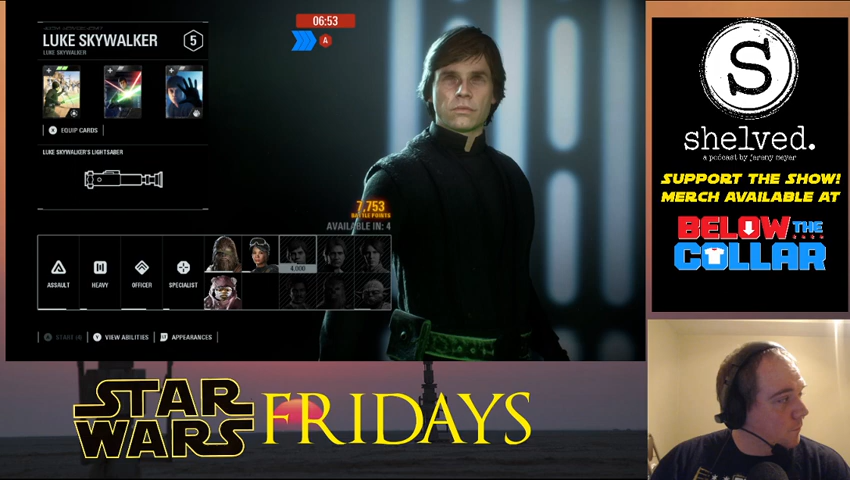 06:53
A
LUKE SKYWALKER
LUKE SKYWALKER
5
EQUIP CARDS
LUKE SKYWALKER'S LIGHTSABER
7,753
BATTLE POINTS
AVAILABLE IN: 4
4,000
ASSAULT
HEAVY
OFFICER
SPECIALIST
VIEW ABILITIES
APPEARANCES
STAR WARS
FRIDAYS
S
shelved.
a podcast by jeremy meyer
SUPPORT THE SHOW!
MERCH AVAILABLE AT
BELOW THE
COLLAR